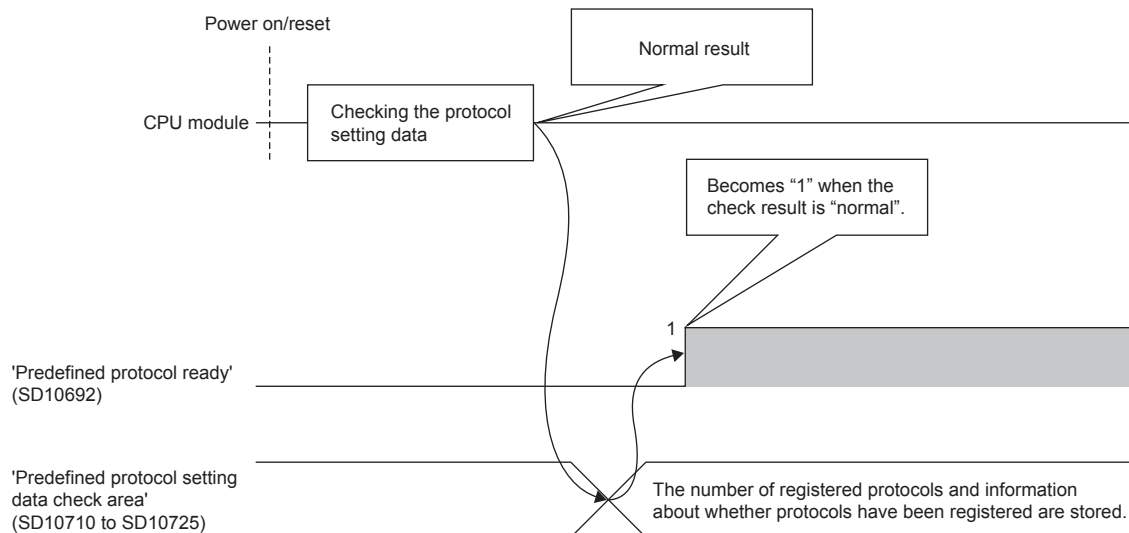 Power on/reset
Normal result
CPU module
Checking the protocol
setting data
Becomes “1” when the
check result is “normal”.
1
'Predefined protocol ready'
(SD10692)
'Predefined protocol setting
data check area'
(SD10710 to SD10725)
The number of registered protocols and information
about whether protocols have been registered are stored.